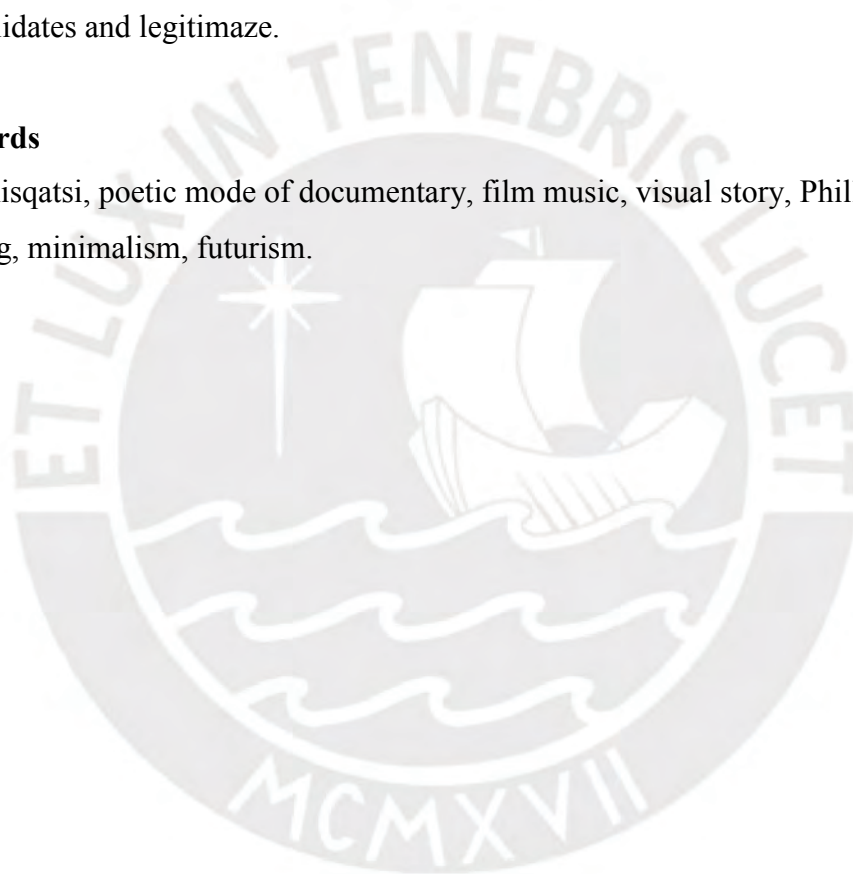 lidates and legitimaze.
rds
isqatsi, poetic mode of documentary, film music, visual story, Phil
g, minimalism, futurism.
ET LUX IN TENEBRIS LUCET
MCMXVII